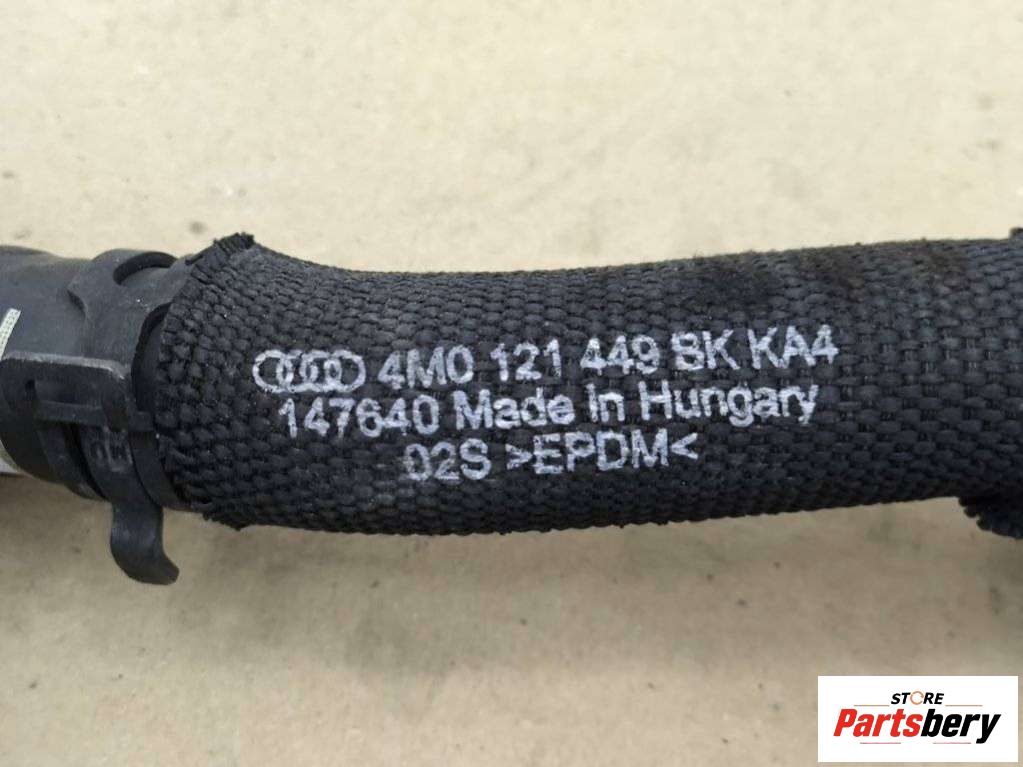 4M0 121 449 BK KA4
147640 Made in Hungary
02S >EPDM<
STORE
Partsbery